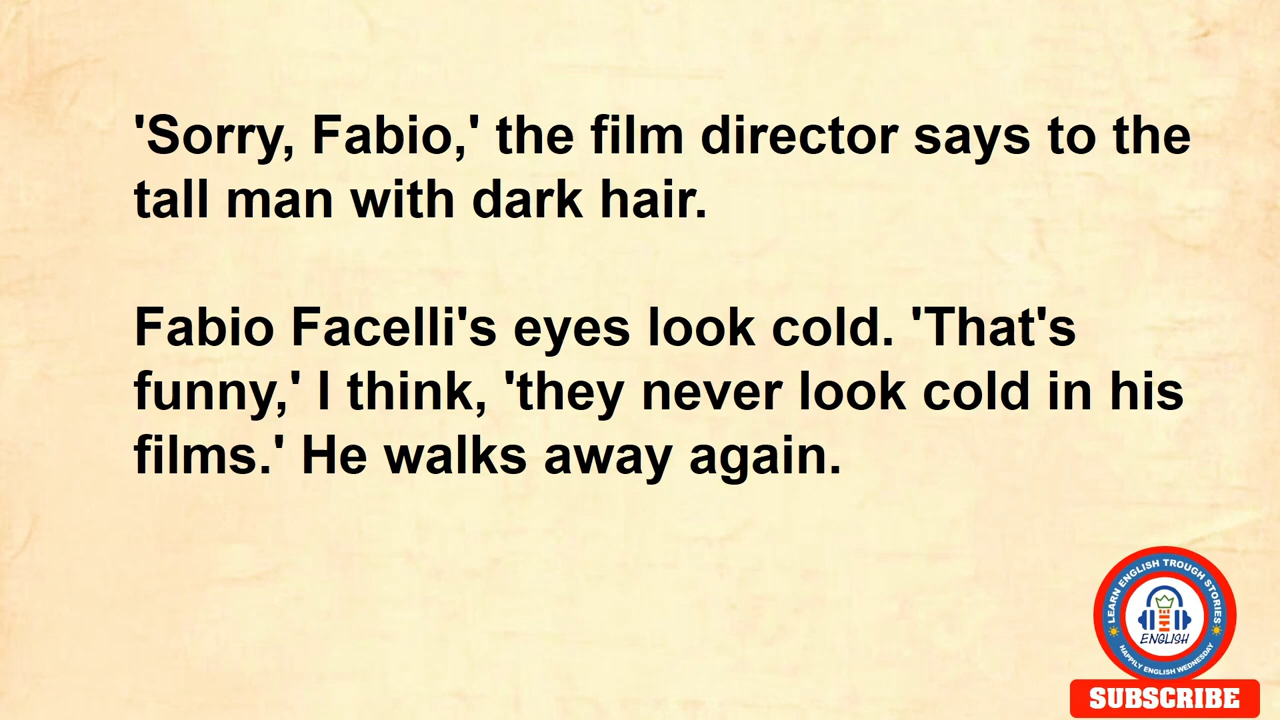 'Sorry, Fabio,' the film director says to the
tall man with dark hair.
Fabio Facelli's eyes look cold. 'That's
funny,' I think, 'they never look cold in his
films.' He walks away again.
LEARN ENGLISH TROUGH STORIES
ENGLISH
HAPPILY ENGLISH WEDNESDAY
SUBSCRIBE